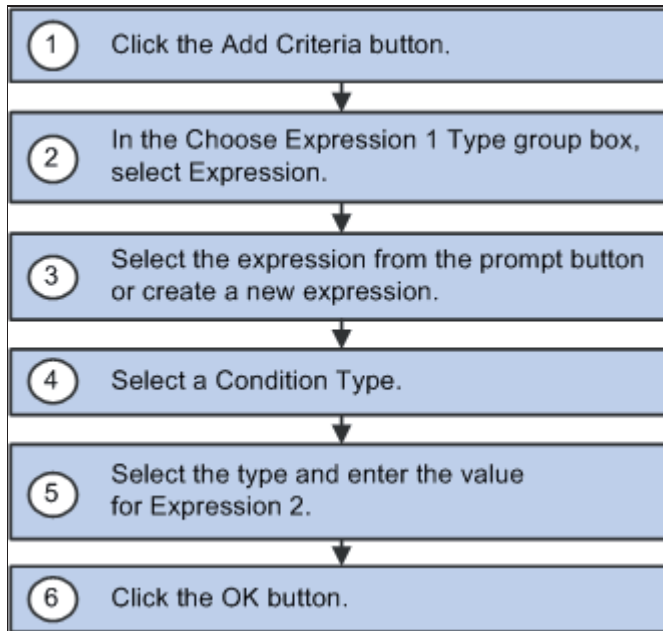 1 Click the Add Criteria button.
2 In the Choose Expression 1 Type group box,
select Expression.
3 Select the expression from the prompt button
or create a new expression.
4 Select a Condition Type.
5 Select the type and enter the value
for Expression 2.
6 Click the OK button.